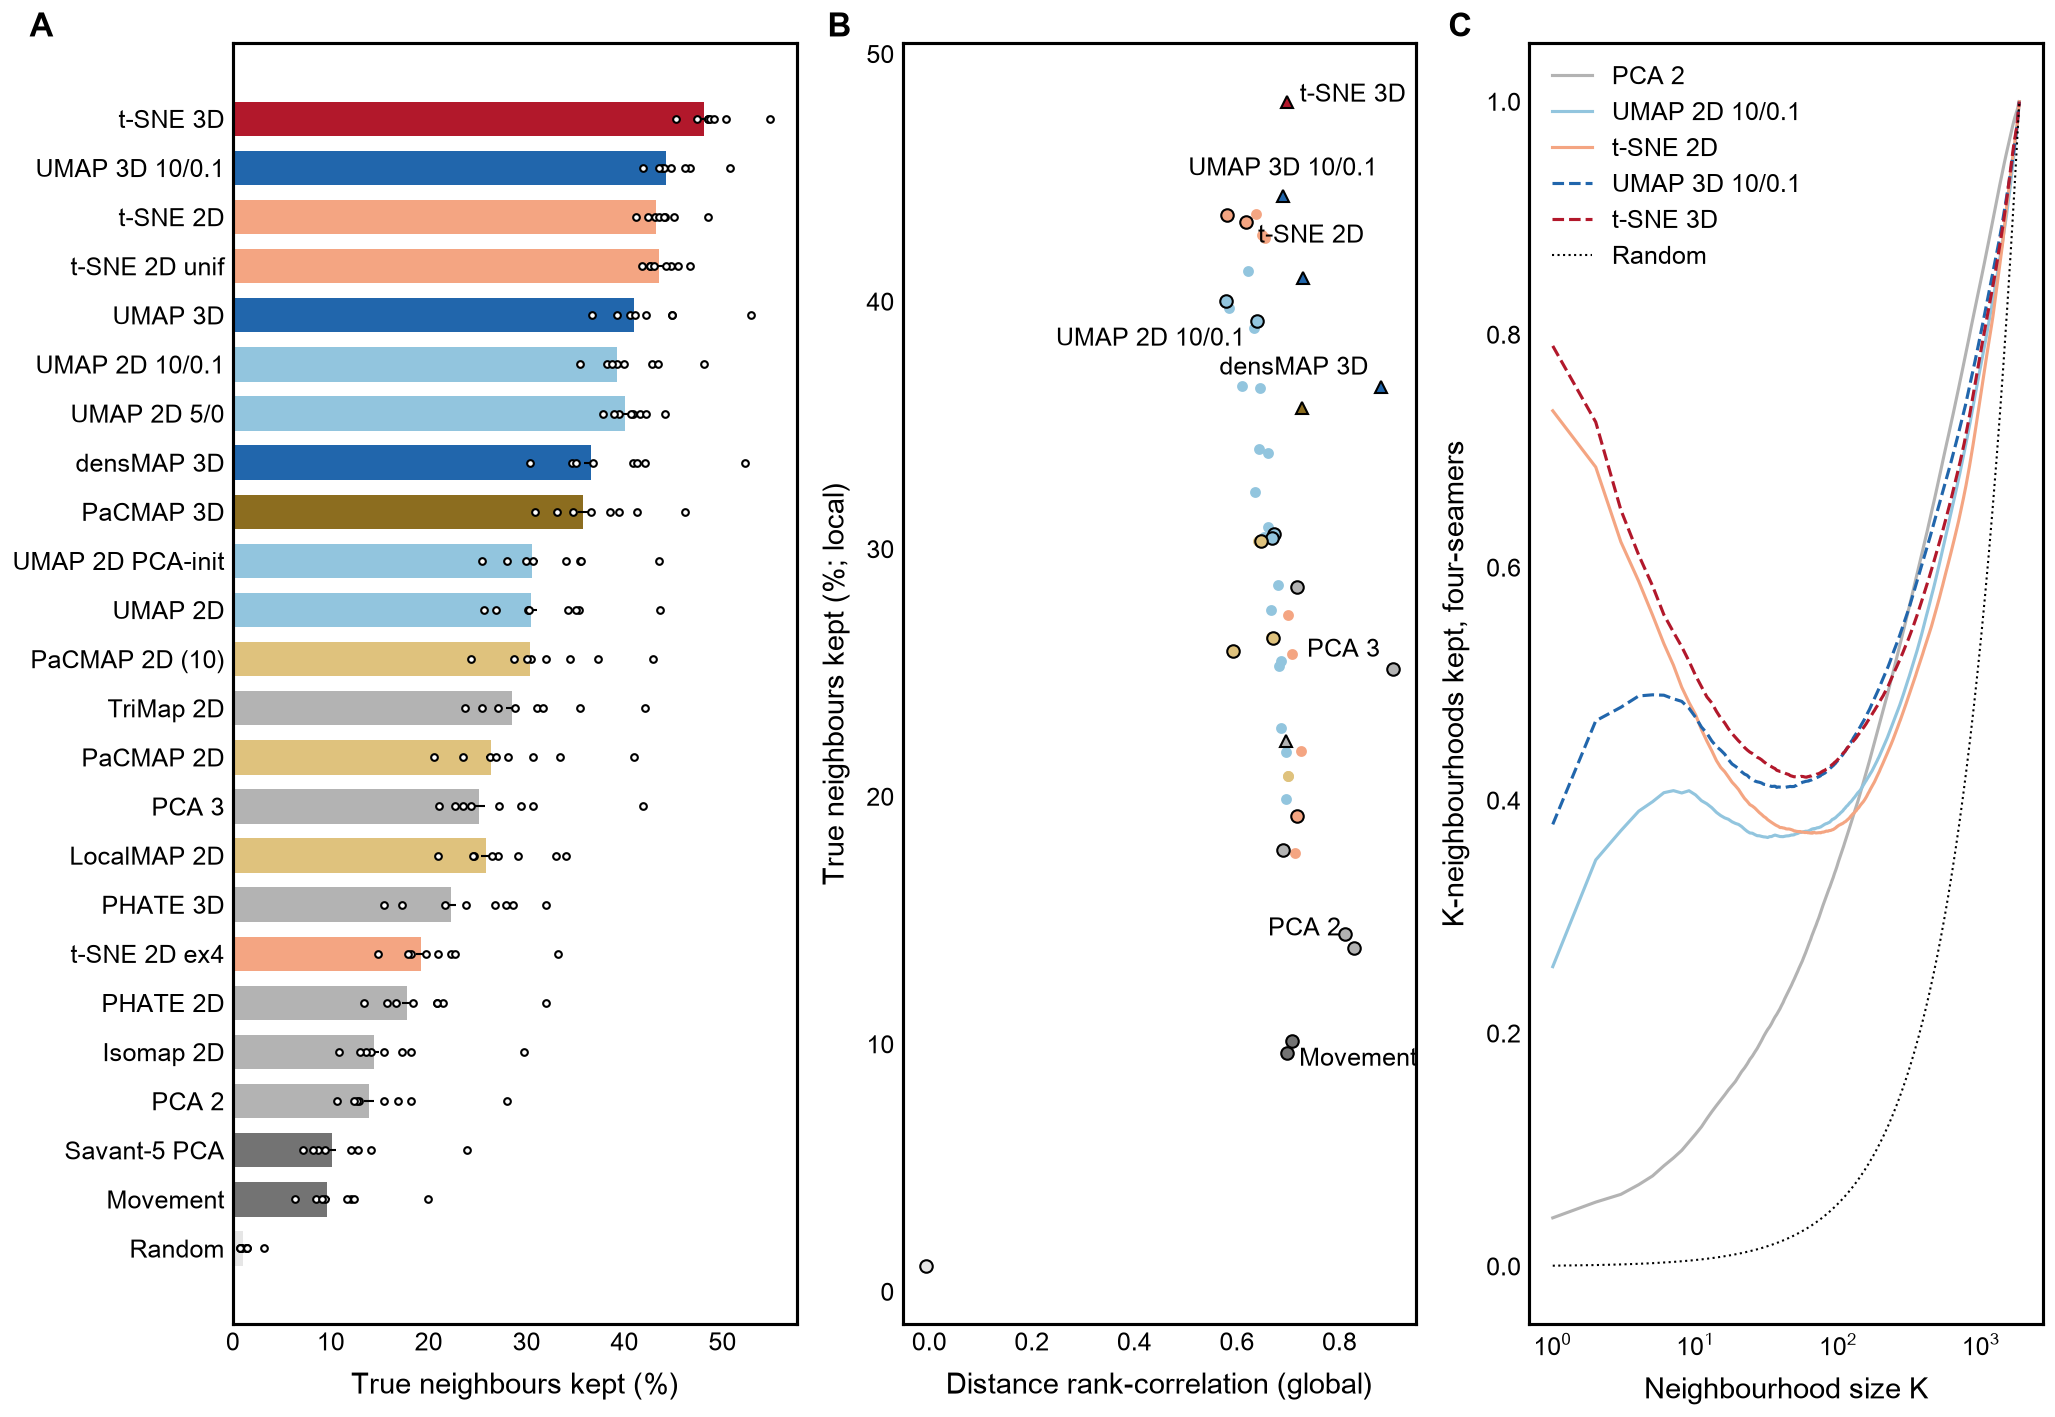 A
t-SNE 3D
UMAP 3D 10/0.1
t-SNE 2D
t-SNE 2D unif
UMAP 3D
UMAP 2D 10/0.1
UMAP 2D 5/0
densMAP 3D
PaCMAP 3D
UMAP 2D PCA-init
UMAP 2D
PaCMAP 2D (10)
TriMap 2D
PaCMAP 2D
PCA 3
LocalMAP 2D
PHATE 3D
t-SNE 2D ex4
PHATE 2D
Isomap 2D
PCA 2
Savant-5 PCA
Movement
Random
0 10 20 30 40 50
True neighbours kept (%)
B
True neighbours kept (%; local)
50
40
30
20
10
0
t-SNE 3D
UMAP 3D 10/0.1
t-SNE 2D
UMAP 2D 10/0.1
densMAP 3D
PCA 3
PCA 2
Movement
0.0 0.2 0.4 0.6 0.8
Distance rank-correlation (global)
C
K-neighbourhoods kept, four-seamers
1.0
0.8
0.6
0.4
0.2
0.0
PCA 2
UMAP 2D 10/0.1
t-SNE 2D
UMAP 3D 10/0.1
t-SNE 3D
Random
10⁰ 10¹ 10² 10³
Neighbourhood size K